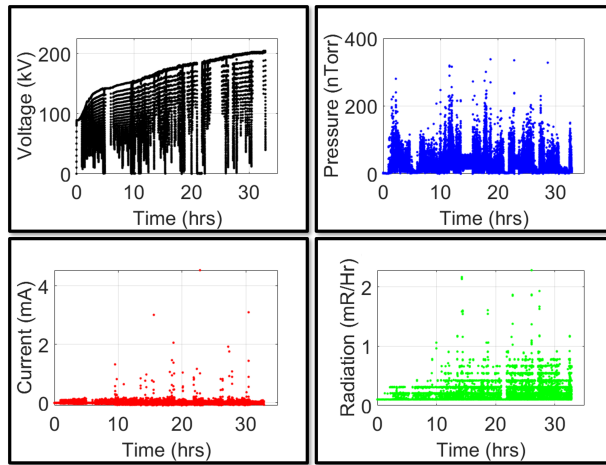 Voltage (kV)
200
100
0
0 10 20 30
Time (hrs)
Pressure (nTorr)
400
200
0
0 10 20 30
Time (hrs)
Current (mA)
4
2
0
0 10 20 30
Time (hrs)
Radiation (mR/Hr)
2
1
0
0 10 20 30
Time (hrs)